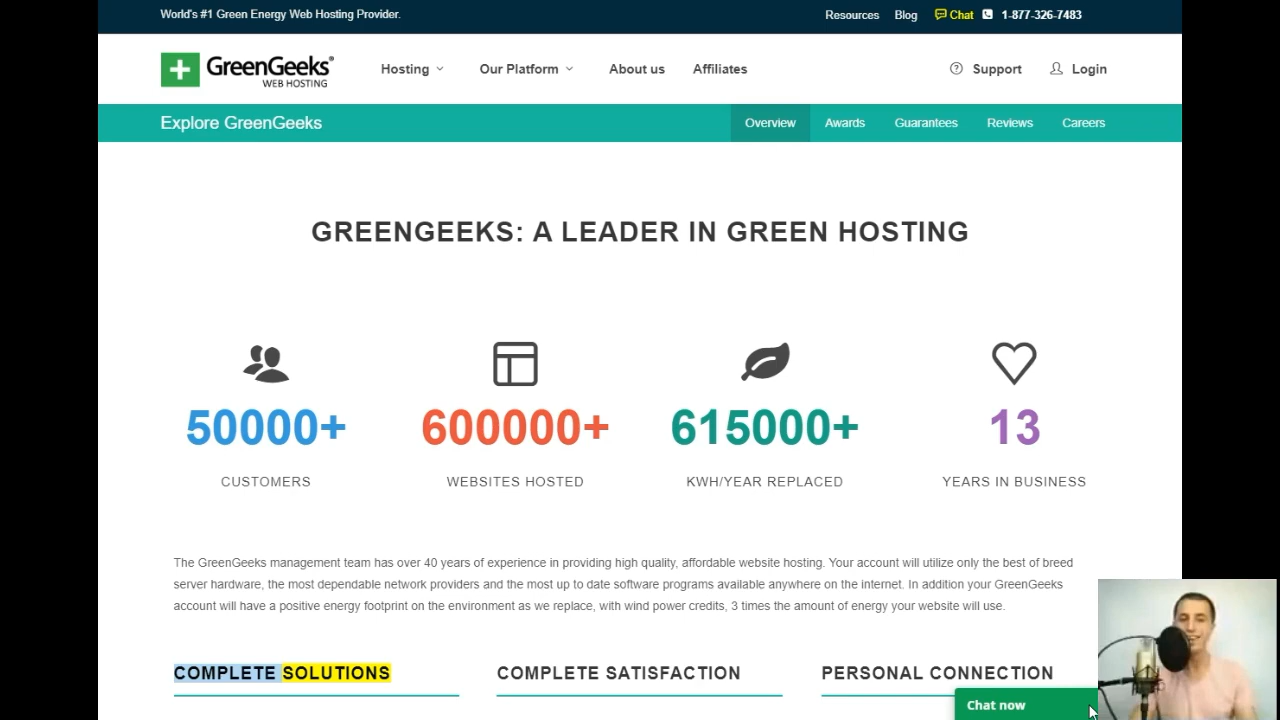 World's #1 Green Energy Web Hosting Provider.
Resources Blog Chat 1-877-326-7483
GreenGeeks®
WEB HOSTING
Hosting Our Platform About us Affiliates Support Login
Explore GreenGeeks
Overview Awards Guarantees Reviews Careers
GREENGEEKS: A LEADER IN GREEN HOSTING
50000+ 600000+ 615000+ 13
CUSTOMERS WEBSITES HOSTED KWH/YEAR REPLACED YEARS IN BUSINESS
The GreenGeeks management team has over 40 years of experience in providing high quality, affordable website hosting. Your account will utilize only the best of breed
server hardware, the most dependable network providers and the most up to date software programs available anywhere on the internet. In addition your GreenGeeks
account will have a positive energy footprint on the environment as we replace, with wind power credits, 3 times the amount of energy your website will use.
COMPLETE SOLUTIONS COMPLETE SATISFACTION PERSONAL CONNECTION
Chat now